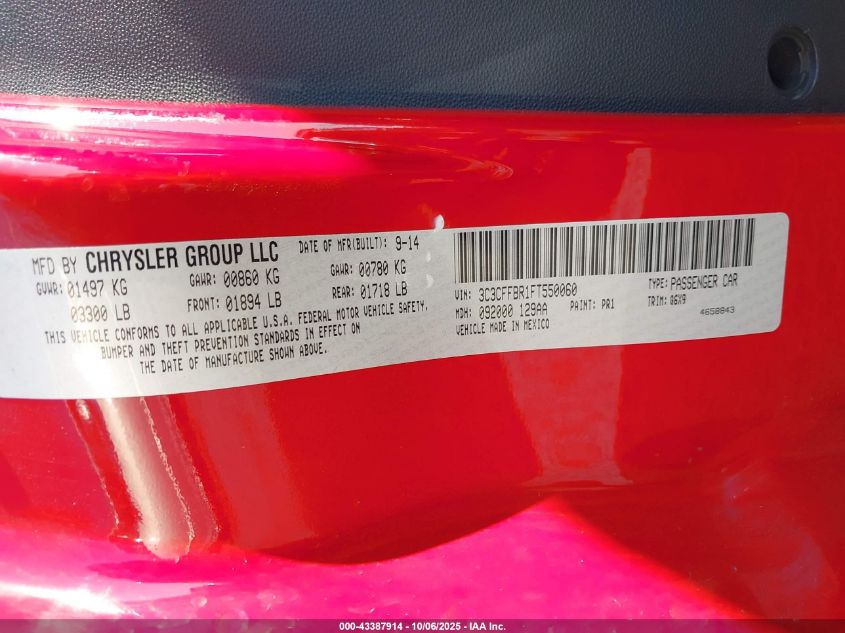 MFD BY CHRYSLER GROUP LLC DATE OF MFR(BUILT): 9-14
GVWR: 01497 KG GAWR: 00860 KG GAWR: 00780 KG
03300 LB FRONT: 01894 LB REAR: 01718 LB
THIS VEHICLE CONFORMS TO ALL APPLICABLE U.S.A. FEDERAL MOTOR VEHICLE SAFETY,
BUMPER AND THEFT PREVENTION STANDARDS IN EFFECT ON
THE DATE OF MANUFACTURE SHOWN ABOVE.
VIN: 3C3CFFBR1FT550060 TYPE: PASSENGER CAR
MDH: 092000 129AA PAINT: PR1 TRIM: Q6X9
VEHICLE MADE IN MEXICO 4658843
000-43387914 - 10/06/2025 - IAA Inc.